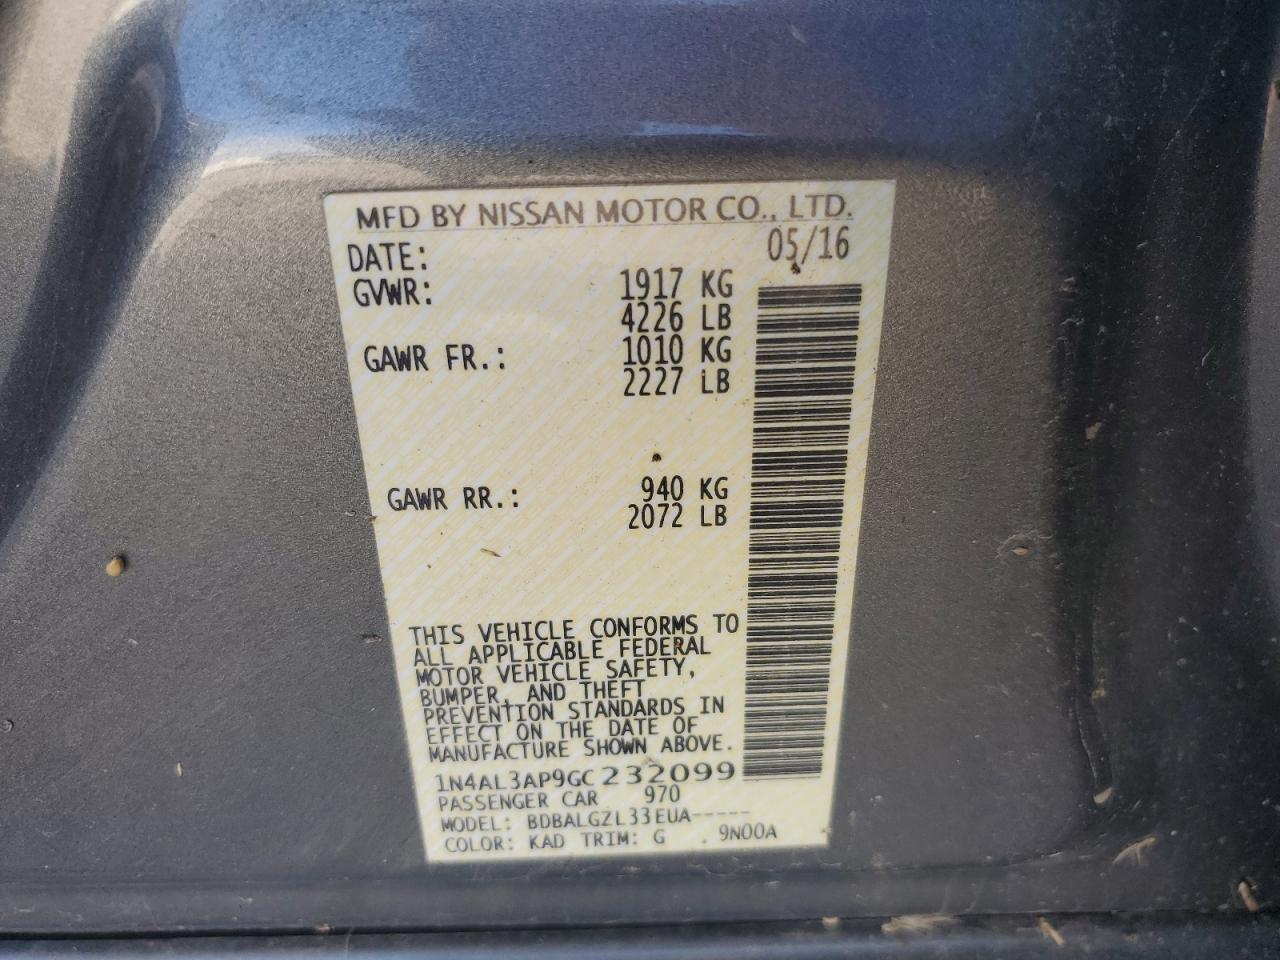 MFD BY NISSAN MOTOR CO., LTD.
DATE: 05/16
GVWR: 1917 KG
4226 LB
GAWR FR.: 1010 KG
2227 LB
GAWR RR.: 940 KG
2072 LB
THIS VEHICLE CONFORMS TO
ALL APPLICABLE FEDERAL
MOTOR VEHICLE SAFETY,
BUMPER, AND THEFT
PREVENTION STANDARDS IN
EFFECT ON THE DATE OF
MANUFACTURE SHOWN ABOVE.
1N4AL3AP9GC232099
PASSENGER CAR 970
MODEL: BDBALGZL33EUA-----
COLOR: KAD TRIM: G . 9N00A